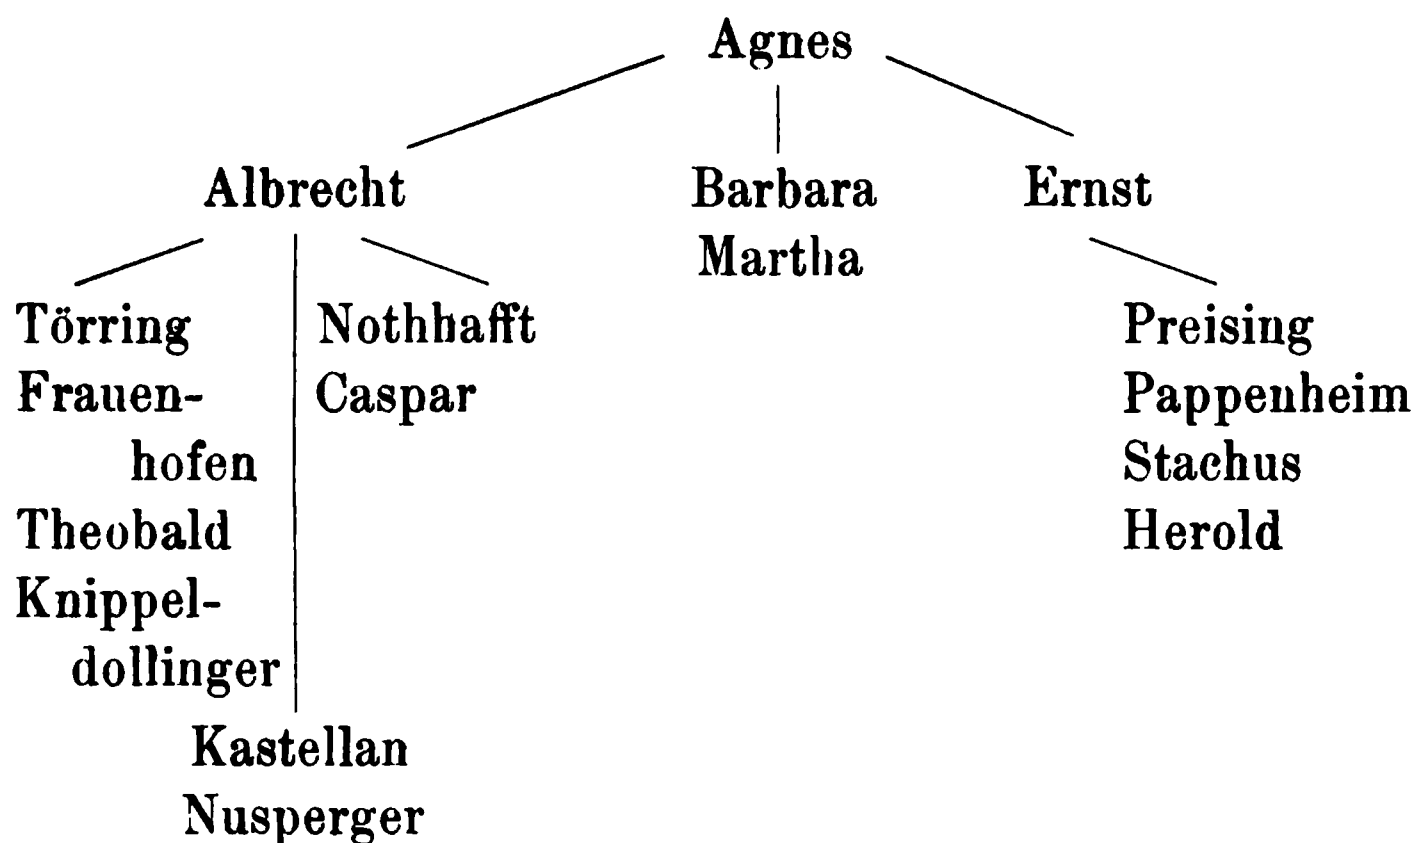 Agnes
Albrecht
Barbara
Martha
Ernst
Törring
Frauen-
hofen
Theobald
Knippel-
dollinger
Nothhafft
Caspar
Kastellan
Nusperger
Preising
Pappenheim
Stachus
Herold